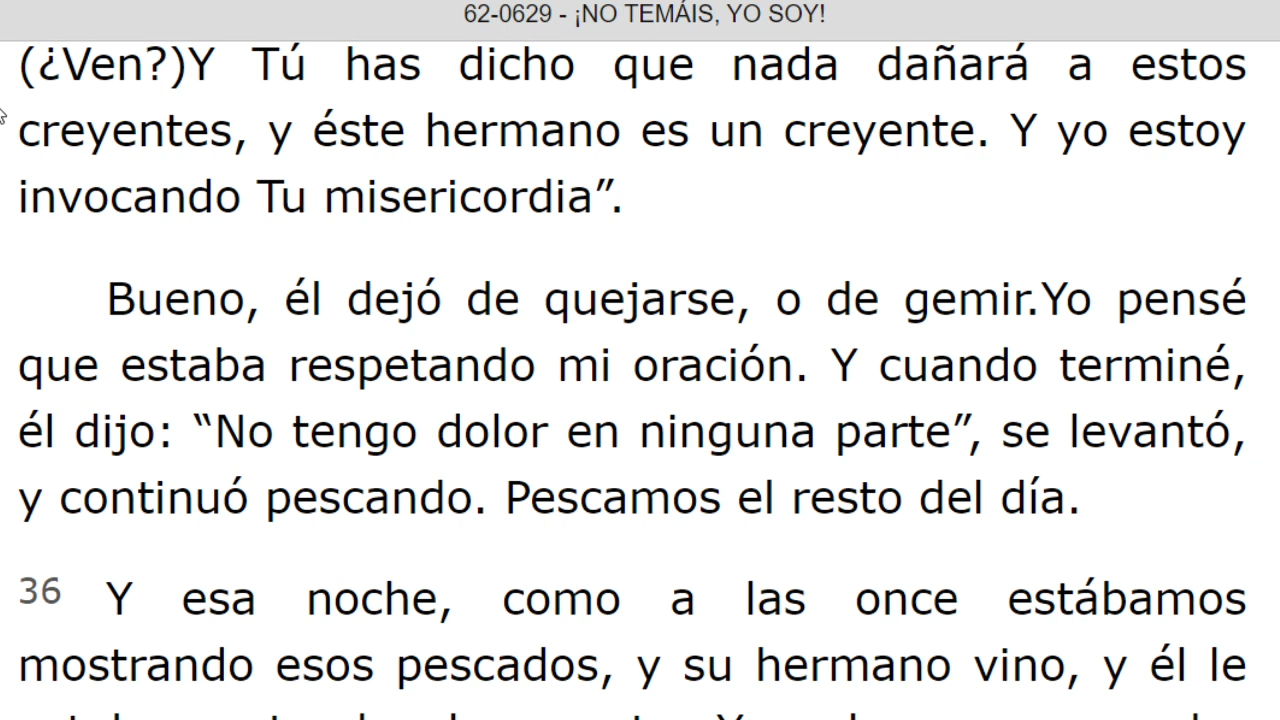 62-0629 - ¡NO TEMÁIS, YO SOY!
(¿Ven?)Y Tú has dicho que nada dañará a estos
creyentes, y éste hermano es un creyente. Y yo estoy
invocando Tu misericordia”.
Bueno, él dejó de quejarse, o de gemir.Yo pensé
que estaba respetando mi oración. Y cuando terminé,
él dijo: “No tengo dolor en ninguna parte”, se levantó,
y continuó pescando. Pescamos el resto del día.
36 Y esa noche, como a las once estábamos
mostrando esos pescados, y su hermano vino, y él le